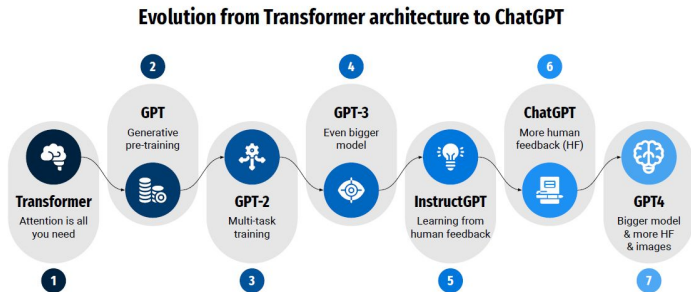 Evolution from Transformer architecture to ChatGPT
Transformer
Attention is all
you need
1
2
GPT
Generative
pre-training
GPT-2
Multi-task
training
3
4
GPT-3
Even bigger
model
InstructGPT
Learning from
human feedback
5
6
ChatGPT
More human
feedback (HF)
GPT4
Bigger model
& more HF
& images
7